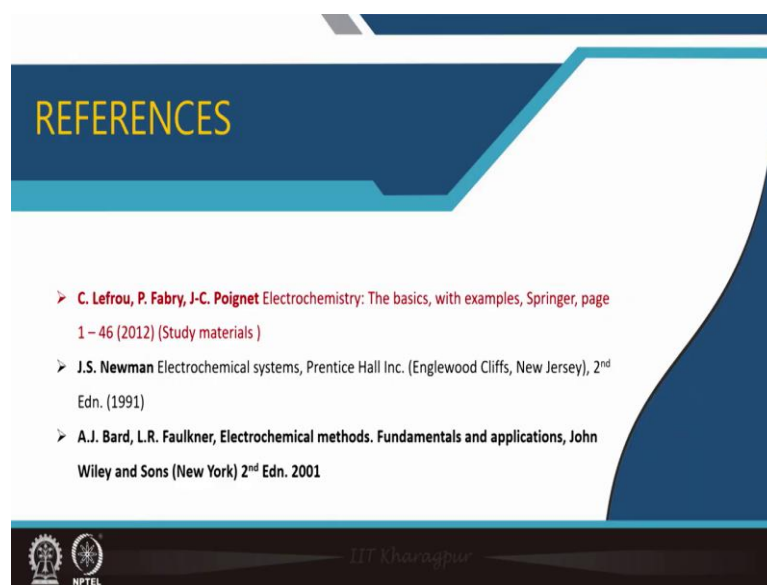 REFERENCES
➢ C. Lefrou, P. Fabry, J-C. Poignet Electrochemistry: The basics, with examples, Springer, page
1 – 46 (2012) (Study materials )
➢ J.S. Newman Electrochemical systems, Prentice Hall Inc. (Englewood Cliffs, New Jersey), 2nd
Edn. (1991)
➢ A.J. Bard, L.R. Faulkner, Electrochemical methods. Fundamentals and applications, John
Wiley and Sons (New York) 2nd Edn. 2001
IIT Kharagpur
NPTEL